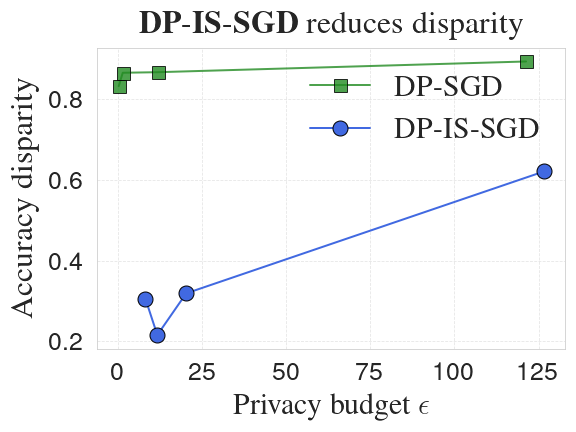 DP-IS-SGD reduces disparity
Accuracy disparity
0.8
0.6
0.4
0.2
DP-SGD
DP-IS-SGD
0 25 50 75 100 125
Privacy budget ϵ